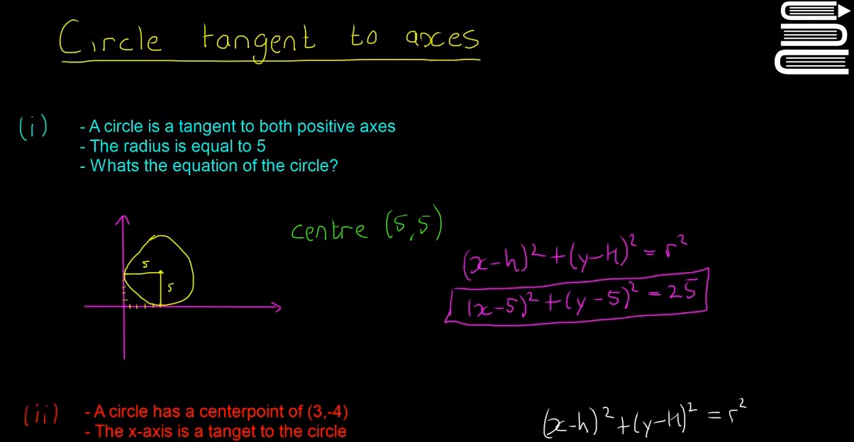 Circle tangent to axes
(i)
- A circle is a tangent to both positive axes
- The radius is equal to 5
- Whats the equation of the circle?
centre (5,5)
(x-h)² + (y-h)² = r²
(x-5)² + (y-5)² = 25
5
5
(ii)
- A circle has a centerpoint of (3,-4)
- The x-axis is a tanget to the circle
(x-h)² + (y-h)² = r²